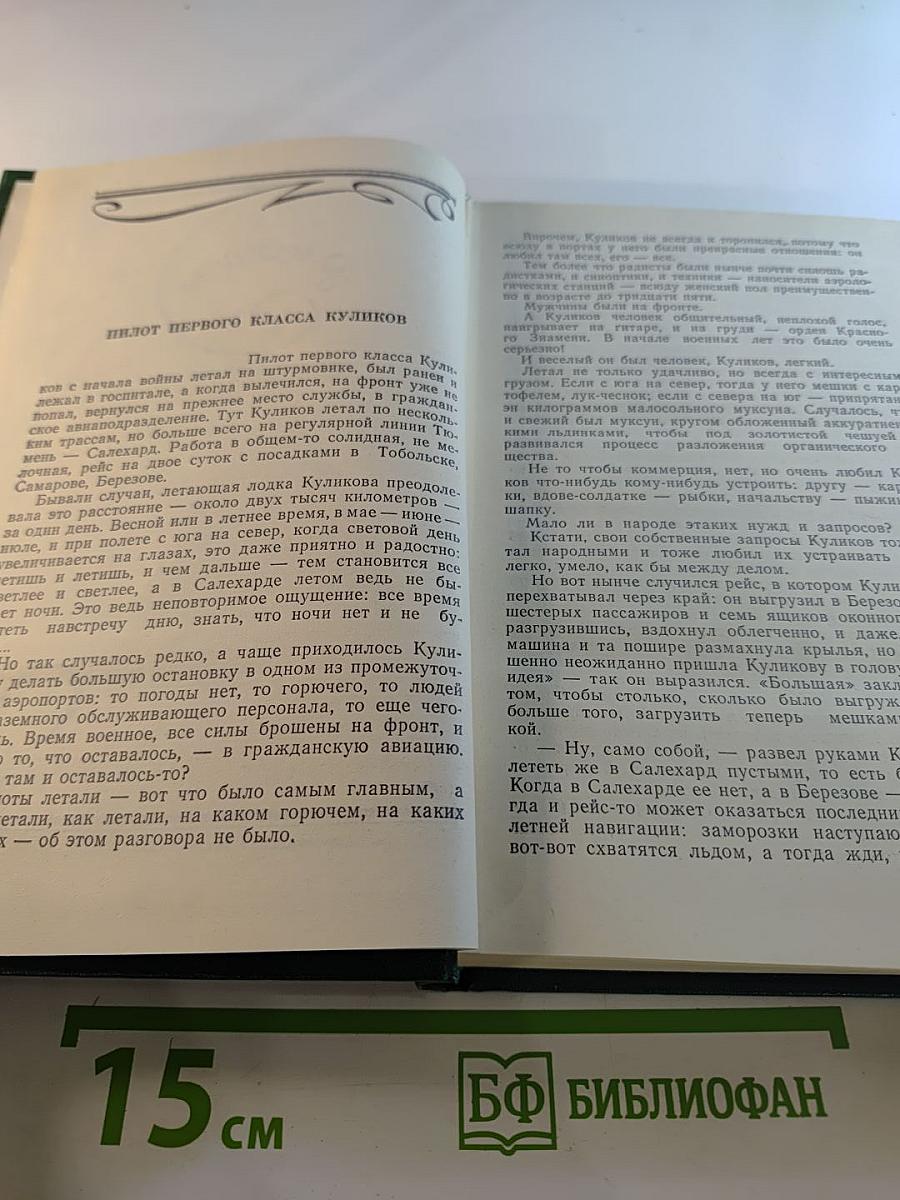 ПИЛОТ ПЕРВОГО КЛАССА КУЛИКОВ
Пилот первого класса Кули-
ков с начала войны летал на штурмовике, был ранен и
лежал в госпитале, а когда вылечился, на фронт уже не
попал, вернулся на прежнее место службы, в граждан-
ское авиаподразделение. Тут Куликов летал по несколь-
ким трассам, но больше всего на регулярной линии Тю-
мень — Салехард. Работа в общем-то солидная, не ме-
лочная, рейс на двое суток с посадками в Тобольске,
Самарове, Березове.
Бывали случаи, летающая лодка Куликова преодоле-
вала это расстояние — около двух тысяч километров —
за один день. Весной или в летнее время, в мае — июне —
июле, и при полете с юга на север, когда световой день
увеличивается на глазах, это даже приятно и радостно:
летишь и летишь, и чем дальше — тем становится все
светлее и светлее, а в Салехарде летом ведь не бы-
ет ночи. Это ведь неповторимое ощущение: все время
теть навстречу дню, знать, что ночи нет и не бу-
...
Но так случалось редко, а чаще приходилось Кули-
у делать большую остановку в одном из промежуточ-
аэропортов: то погоды нет, то горючего, то людей
аземного обслуживающего персонала, то еще чего-
ь. Время военное, все силы брошены на фронт, и
о то, что оставалось, — в гражданскую авиацию.
там и оставалось-то?
лоты летали — вот что было самым главным, а
летали, как летали, на каком горючем, на каких
х — об этом разговора не было.
Впрочем, Куликов не всегда и торопился, потому что
всюду в портах у него были прекрасные отношения: он
любил там всех, его — все.
Тем более что радисты были нынче почти сплошь ра-
дистками, и синоптики, и техники — наносители аэроло-
гических станций — всюду женский пол преимуществен-
но в возрасте до тридцати пяти.
Мужчины были на фронте.
А Куликов человек общительный, неплохой голос,
наигрывает на гитаре, и на груди — орден Красно-
го Знамени. В начале военных лет это было очень
серьезно!
И веселый он был человек, Куликов, легкий.
Летал не только удачливо, но всегда с интересным
грузом. Если с юга на север, тогда у него мешки с кар
тофелем, лук-чеснок; если с севера на юг — припрятан
эн килограммов малосольного муксуна. Случалось, чт
и свежий был муксун, кругом обложенный аккуратен
кими льдинками, чтобы под золотистой чешуей
развивался процесс разложения органического
щества.
Не то чтобы коммерция, нет, но очень любил К
ков что-нибудь кому-нибудь устроить: другу — кар
ки, вдове-солдатке — рыбки, начальству — пыжик
шапку.
Мало ли в народе этаких нужд и запросов?
Кстати, свои собственные запросы Куликов тож
тал народными и тоже любил их устраивать
легко, умело, как бы между делом.
Но вот нынче случился рейс, в котором Кули
перехватывал через край: он выгрузил в Березо
шестерых пассажиров и семь ящиков оконног
разгрузившись, вздохнул облегченно, и даже
машина и та пошире размахнула крылья, но
шенно неожиданно пришла Куликову в голову
идея» — так он выразился. «Большая» закл
том, чтобы столько, сколько было выгруж
больше того, загрузить теперь мешкам
кой.
— Ну, само собой, — развел руками К
лететь же в Салехард пустыми, то есть б
Когда в Салехарде ее нет, а в Березове —
гда и рейс-то может оказаться последни
летней навигации: заморозки наступаю
вот-вот схватятся льдом, а тогда жди,
15 см
БФ БИБЛИОФАН